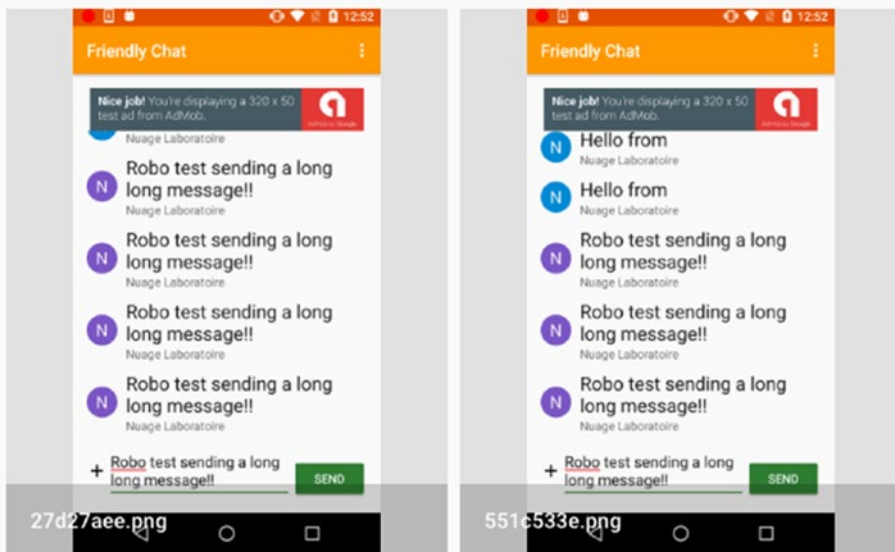 12:52
Friendly Chat
Nice job! You're displaying a 320 x 50
test ad from AdMob.
AdMob by Google
Nuage Laboratoire
N
Robo test sending a long
long message!!
Nuage Laboratoire
N
Robo test sending a long
long message!!
Nuage Laboratoire
N
Robo test sending a long
long message!!
Nuage Laboratoire
N
Robo test sending a long
long message!!
Nuage Laboratoire
+
Robo test sending a long
long message!!
SEND
27d27aee.png
12:52
Friendly Chat
Nice job! You're displaying a 320 x 50
test ad from AdMob.
AdMob by Google
N
Hello from
Nuage Laboratoire
N
Hello from
Nuage Laboratoire
N
Robo test sending a long
long message!!
Nuage Laboratoire
N
Robo test sending a long
long message!!
Nuage Laboratoire
N
Robo test sending a long
long message!!
Nuage Laboratoire
+
Robo test sending a long
long message!!
SEND
551c533e.png